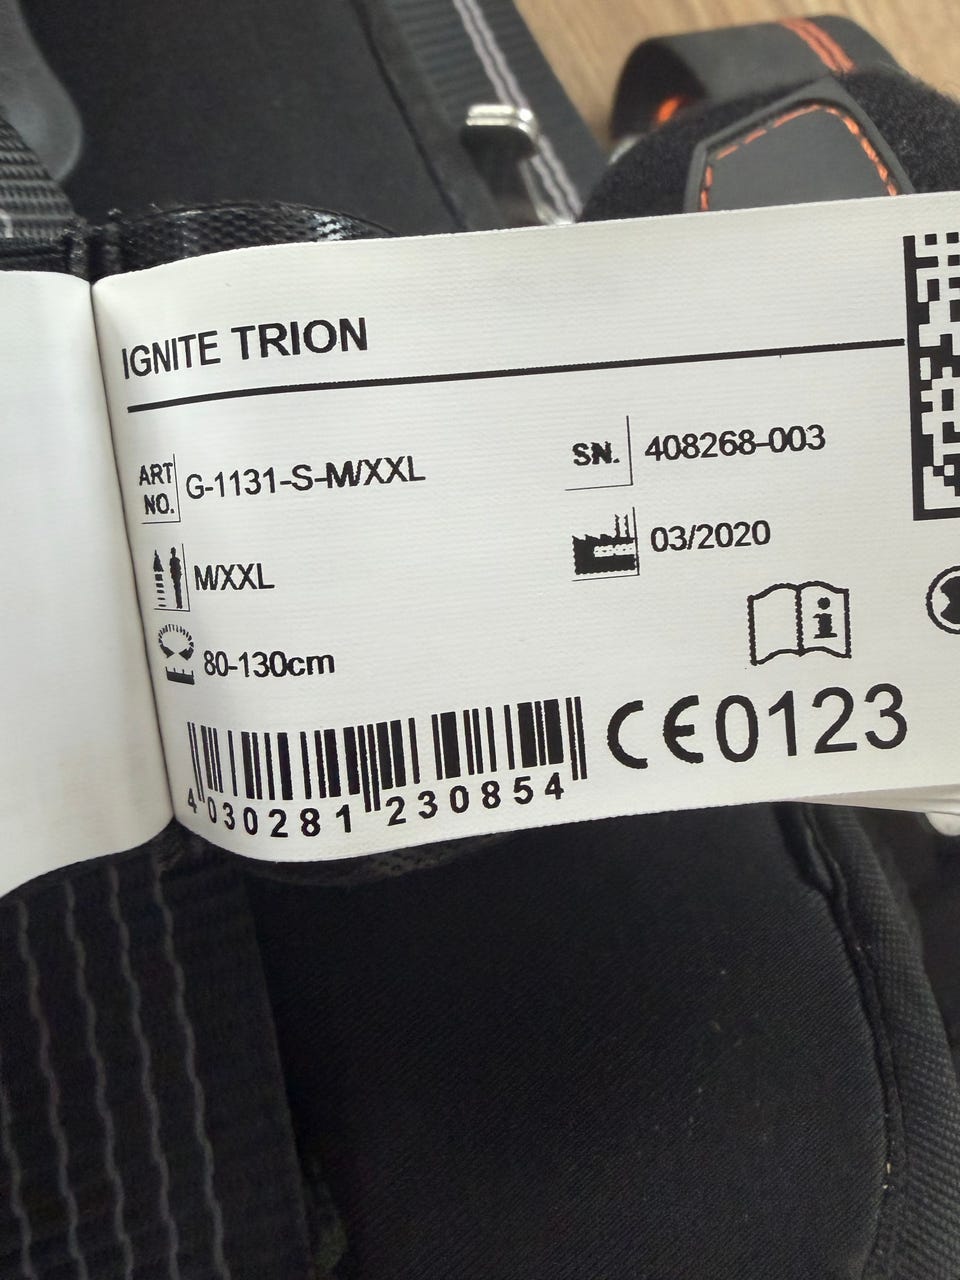 IGNITE TRION
ART NO. G-1131-S-M/XXL
SN. 408268-003
M/XXL
03/2020
80-130cm
i
4 030281 230854
CE0123